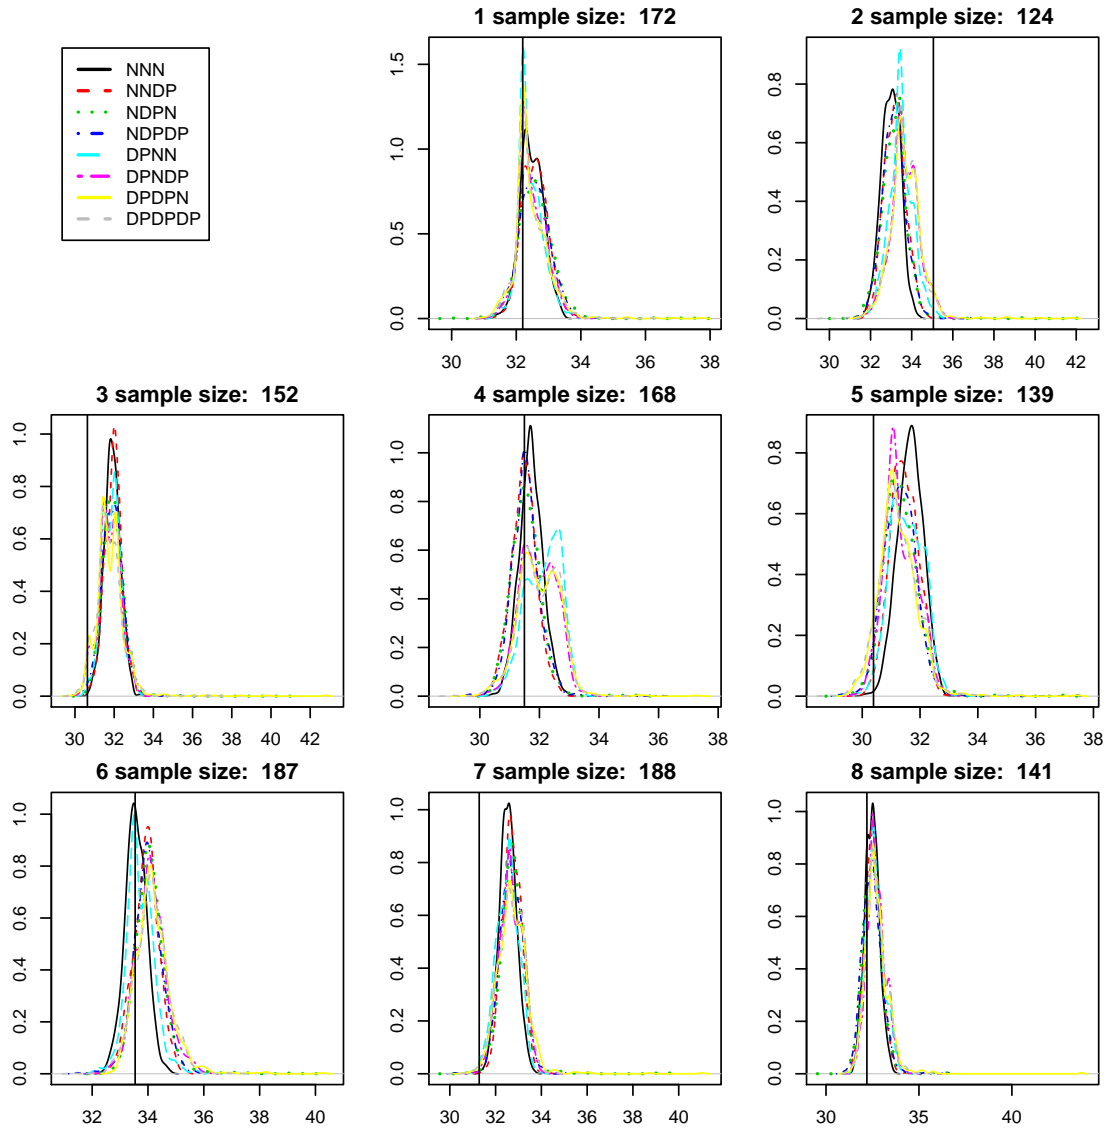 1 sample size: 172
2 sample size: 124
NNN
NNDP
NDPN
NDPDP
DPNN
DPNDP
DPDPN
DPDPDP
0.0 0.5 1.0 1.5
30 32 34 36 38
0.0 0.2 0.4 0.6 0.8
30 32 34 36 38 40 42
3 sample size: 152
4 sample size: 168
5 sample size: 139
0.0 0.2 0.4 0.6 0.8 1.0
30 32 34 36 38 40 42
0.0 0.2 0.4 0.6 0.8 1.0
30 32 34 36 38
0.0 0.2 0.4 0.6 0.8
30 32 34 36 38
6 sample size: 187
7 sample size: 188
8 sample size: 141
0.0 0.2 0.4 0.6 0.8 1.0
32 34 36 38 40
0.0 0.2 0.4 0.6 0.8 1.0
30 32 34 36 38 40
0.0 0.2 0.4 0.6 0.8 1.0
30 35 40